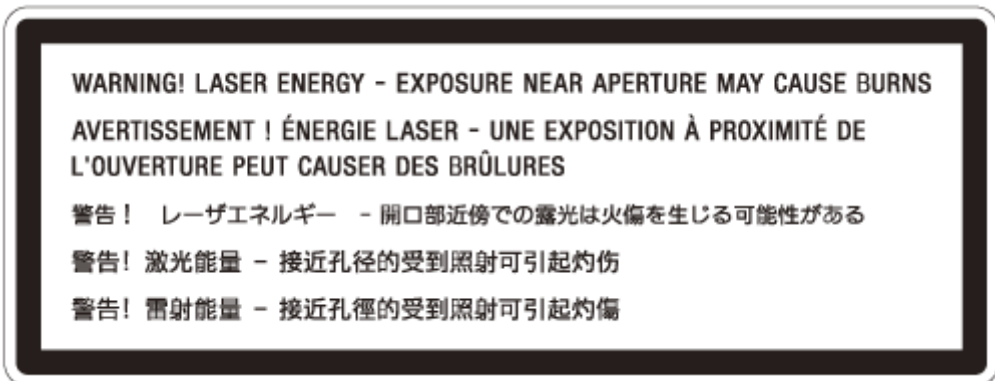 WARNING! LASER ENERGY - EXPOSURE NEAR APERTURE MAY CAUSE BURNS
AVERTISSEMENT ! ÉNERGIE LASER - UNE EXPOSITION À PROXIMITÉ DE
L'OUVERTURE PEUT CAUSER DES BRÛLURES
警告！ レーザエネルギー - 開口部近傍での露光は火傷を生じる可能性がある
警告! 激光能量 - 接近孔径的受到照射可引起灼伤
警告! 雷射能量 - 接近孔徑的受到照射可引起灼傷